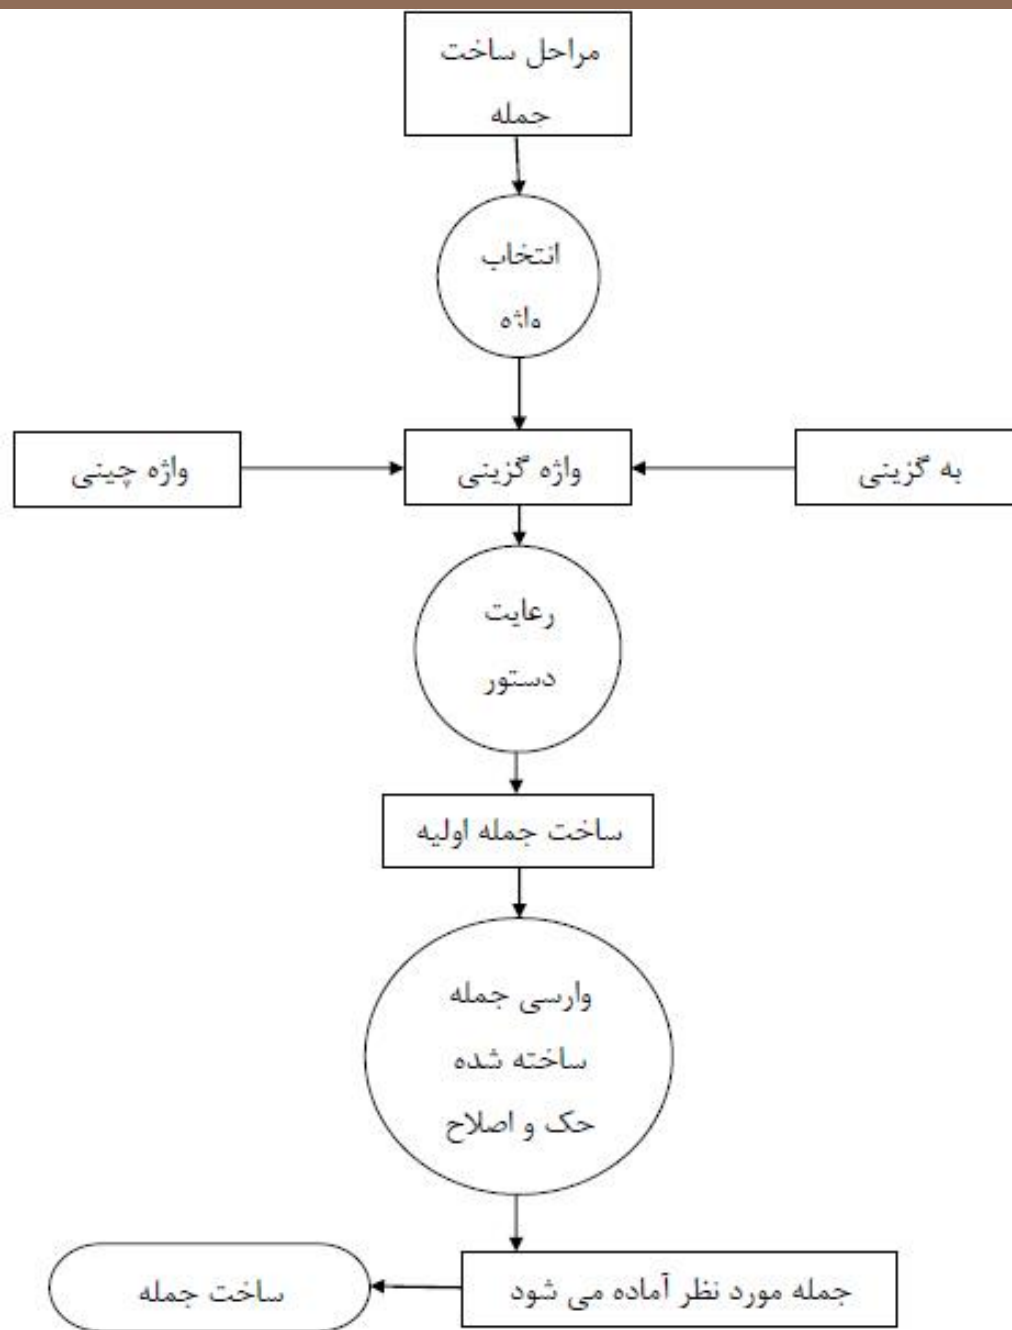 مراحل ساخت
جمله
انتخاب
واژه
به گزینی
واژه گزینی
واژه چینی
رعایت
دستور
ساخت جمله اولیه
وارسی جمله
ساخته شده
حک و اصلاح
جمله مورد نظر آماده می شود
ساخت جمله